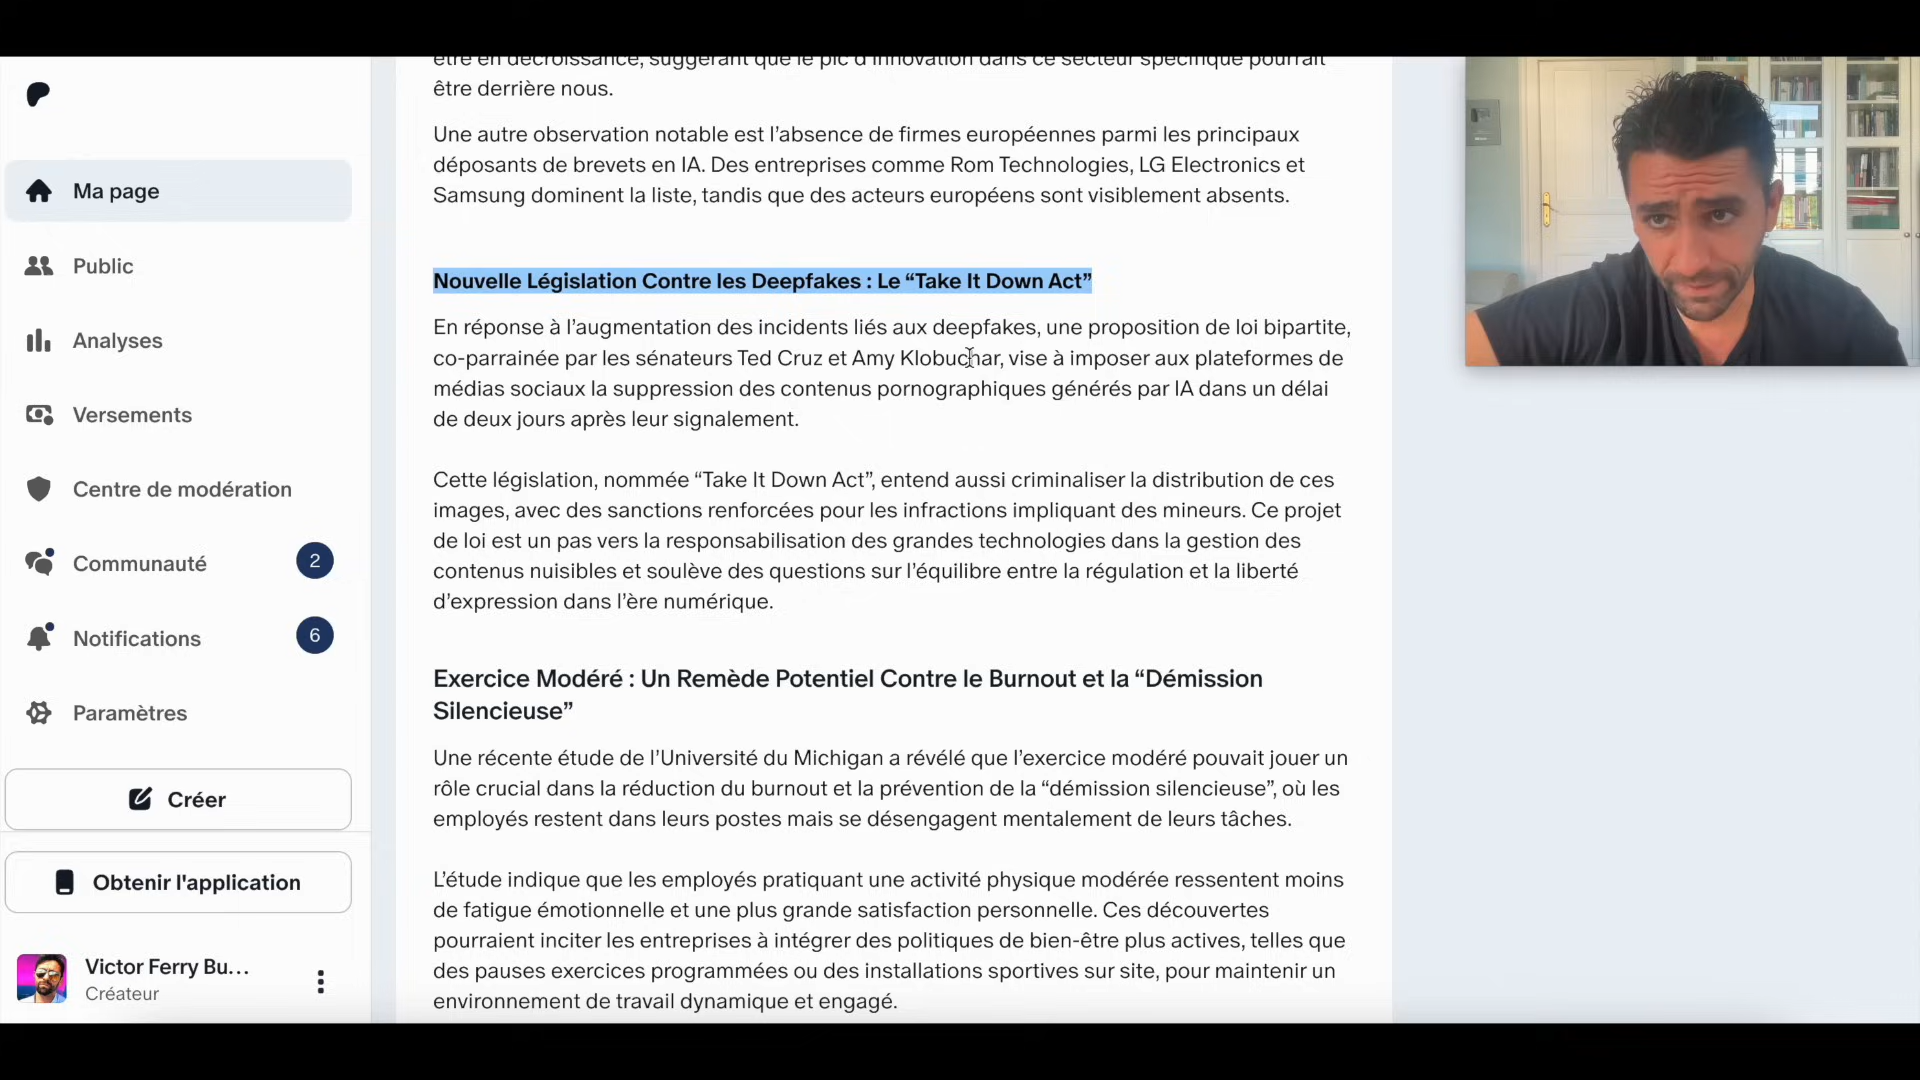 être en décroissance, suggérant que le pic d'innovation dans ce secteur spécifique pourrait
être derrière nous.
Une autre observation notable est l'absence de firmes européennes parmi les principaux
déposants de brevets en IA. Des entreprises comme Rom Technologies, LG Electronics et
Samsung dominent la liste, tandis que des acteurs européens sont visiblement absents.
Nouvelle Législation Contre les Deepfakes : Le “Take It Down Act”
En réponse à l'augmentation des incidents liés aux deepfakes, une proposition de loi bipartite,
co-parrainée par les sénateurs Ted Cruz et Amy Klobuchar, vise à imposer aux plateformes de
médias sociaux la suppression des contenus pornographiques générés par IA dans un délai
de deux jours après leur signalement.
Cette législation, nommée “Take It Down Act”, entend aussi criminaliser la distribution de ces
images, avec des sanctions renforcées pour les infractions impliquant des mineurs. Ce projet
de loi est un pas vers la responsabilisation des grandes technologies dans la gestion des
contenus nuisibles et soulève des questions sur l'équilibre entre la régulation et la liberté
d'expression dans l'ère numérique.
Exercice Modéré : Un Remède Potentiel Contre le Burnout et la “Démission
Silencieuse”
Une récente étude de l'Université du Michigan a révélé que l'exercice modéré pouvait jouer un
rôle crucial dans la réduction du burnout et la prévention de la “démission silencieuse”, où les
employés restent dans leurs postes mais se désengagent mentalement de leurs tâches.
L'étude indique que les employés pratiquant une activité physique modérée ressentent moins
de fatigue émotionnelle et une plus grande satisfaction personnelle. Ces découvertes
pourraient inciter les entreprises à intégrer des politiques de bien-être plus actives, telles que
des pauses exercices programmées ou des installations sportives sur site, pour maintenir un
environnement de travail dynamique et engagé.
Ma page
Public
Analyses
Versements
Centre de modération
Communauté 2
Notifications 6
Paramètres
Créer
Obtenir l'application
Victor Ferry Bu...
Créateur